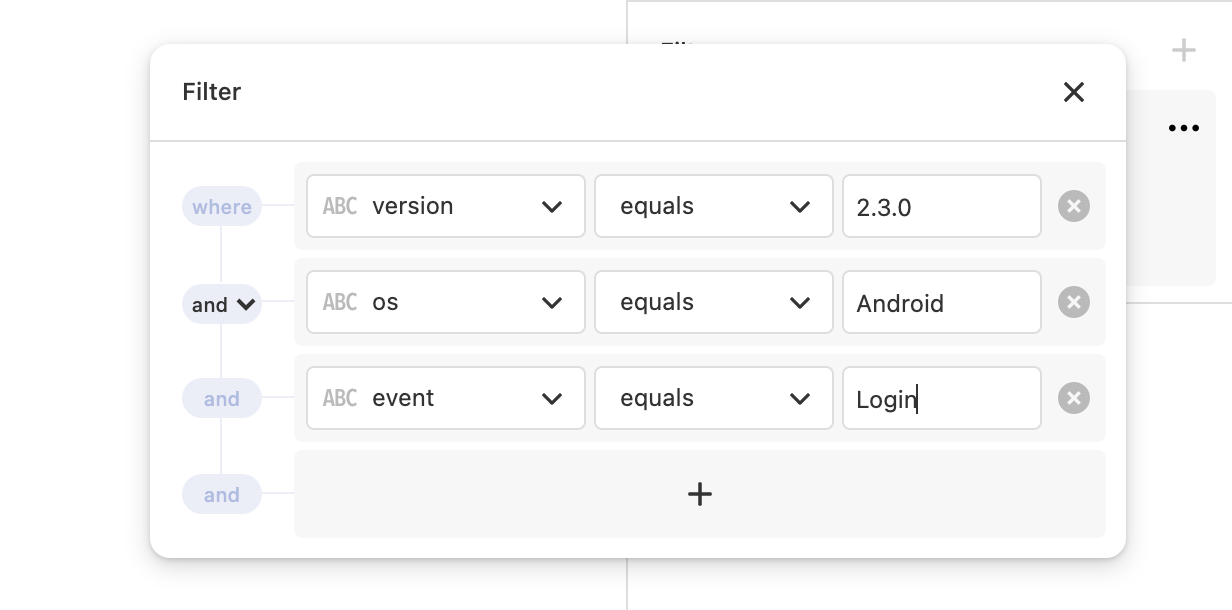 Filter
where
ABC version
equals
2.3.0
and
ABC os
equals
Android
and
ABC event
equals
Login
and